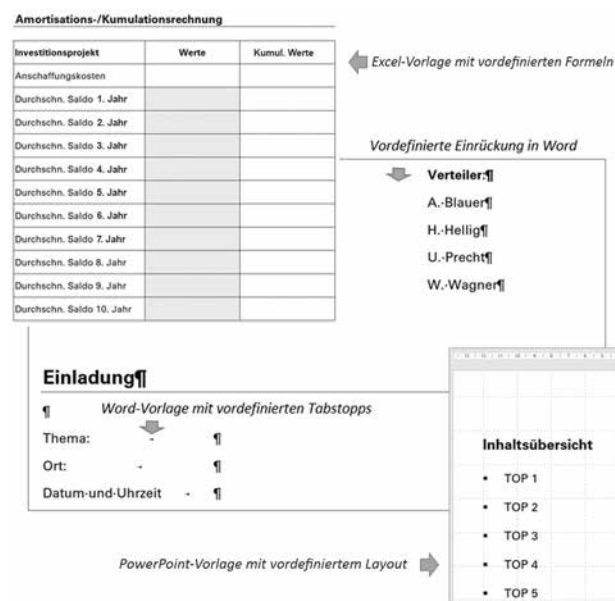 Amortisations-/Kumulationsrechnung
Investitionsprojekt Werte Kumul. Werte
Anschaffungskosten
Durchschn. Saldo 1. Jahr
Durchschn. Saldo 2. Jahr
Durchschn. Saldo 3. Jahr
Durchschn. Saldo 4. Jahr
Durchschn. Saldo 5. Jahr
Durchschn. Saldo 6. Jahr
Durchschn. Saldo 7. Jahr
Durchschn. Saldo 8. Jahr
Durchschn. Saldo 9. Jahr
Durchschn. Saldo 10. Jahr
Excel-Vorlage mit vordefinierten Formeln
Vordefinierte Einrückung in Word
Verteiler:¶
A.·Blauer¶
H.·Hellig¶
U.·Precht¶
W.·Wagner¶
Einladung¶
¶ Word-Vorlage mit vordefinierten Tabstopps
Thema: - ¶
Ort: - ¶
Datum·und·Uhrzeit - ¶
PowerPoint-Vorlage mit vordefiniertem Layout
Inhaltsübersicht
▪ TOP 1
▪ TOP 2
▪ TOP 3
▪ TOP 4
▪ TOP 5